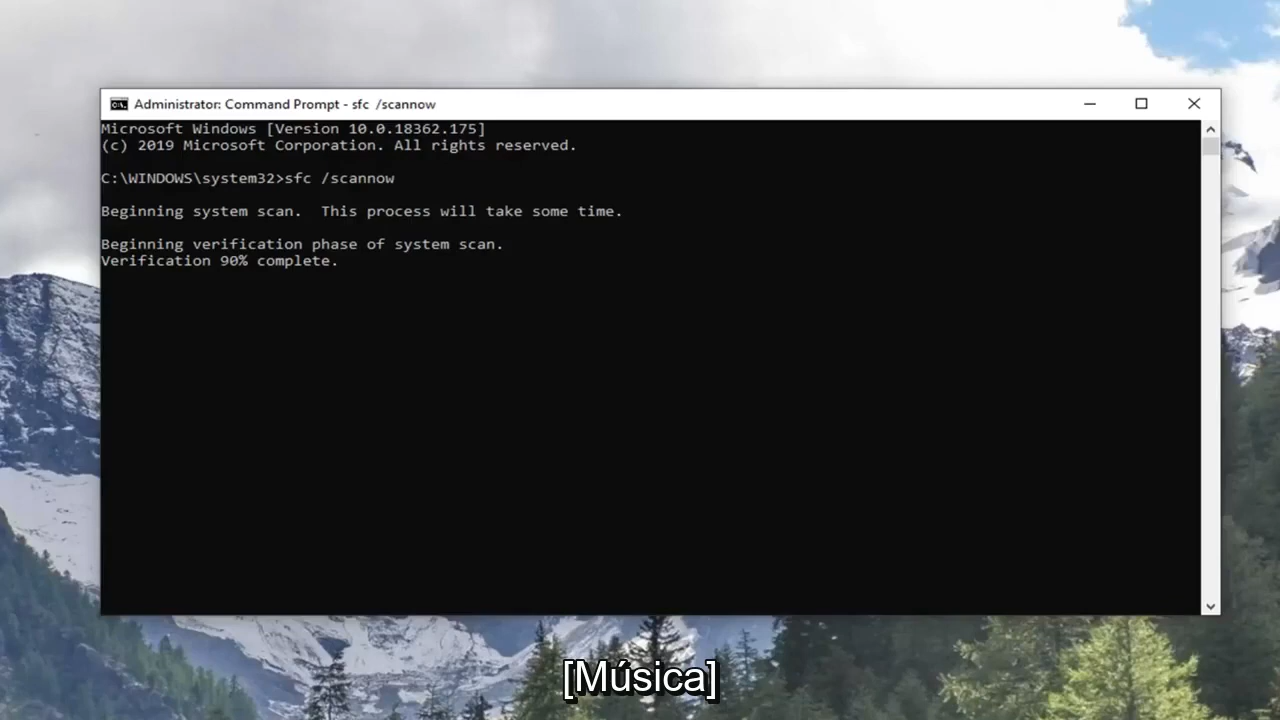 Administrator: Command Prompt - sfc  /scannow
Microsoft Windows [Version 10.0.18362.175]
(c) 2019 Microsoft Corporation. All rights reserved.
C:\WINDOWS\system32>sfc /scannow
Beginning system scan.  This process will take some time.
Beginning verification phase of system scan.
Verification 90% complete.
[Música]